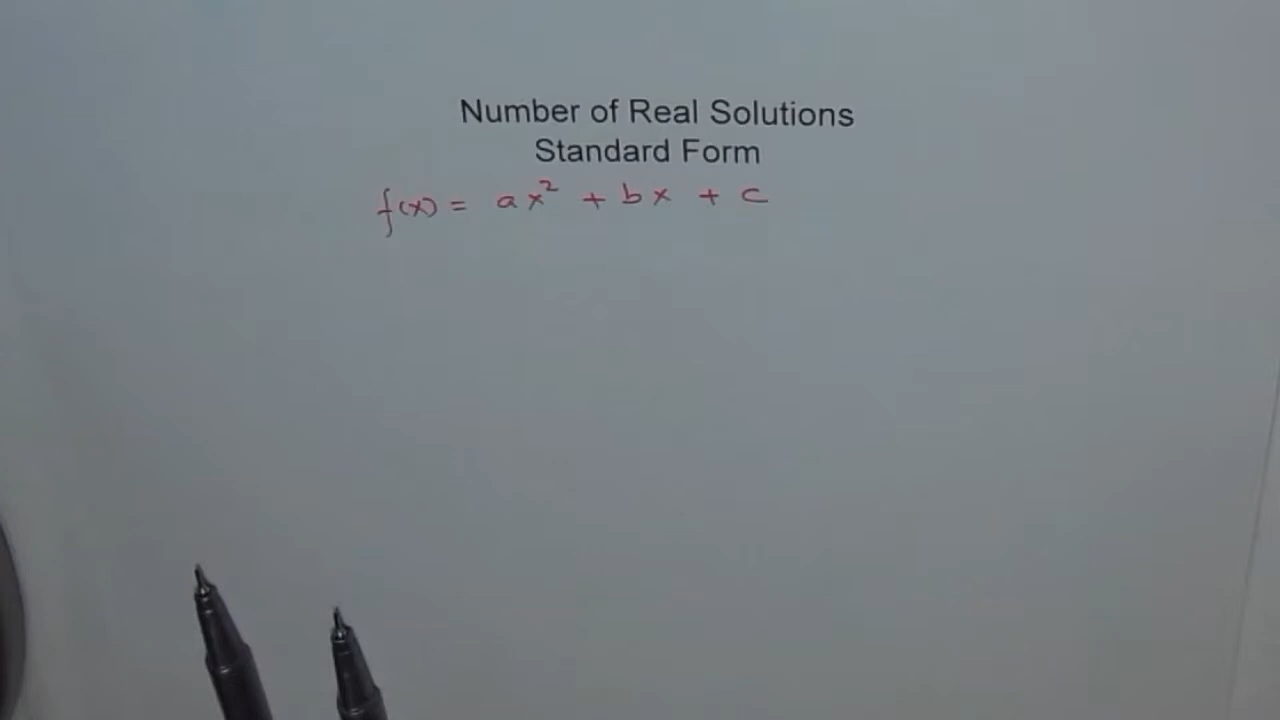 Number of Real Solutions
Standard Form
f(x) = ax² + bx + c